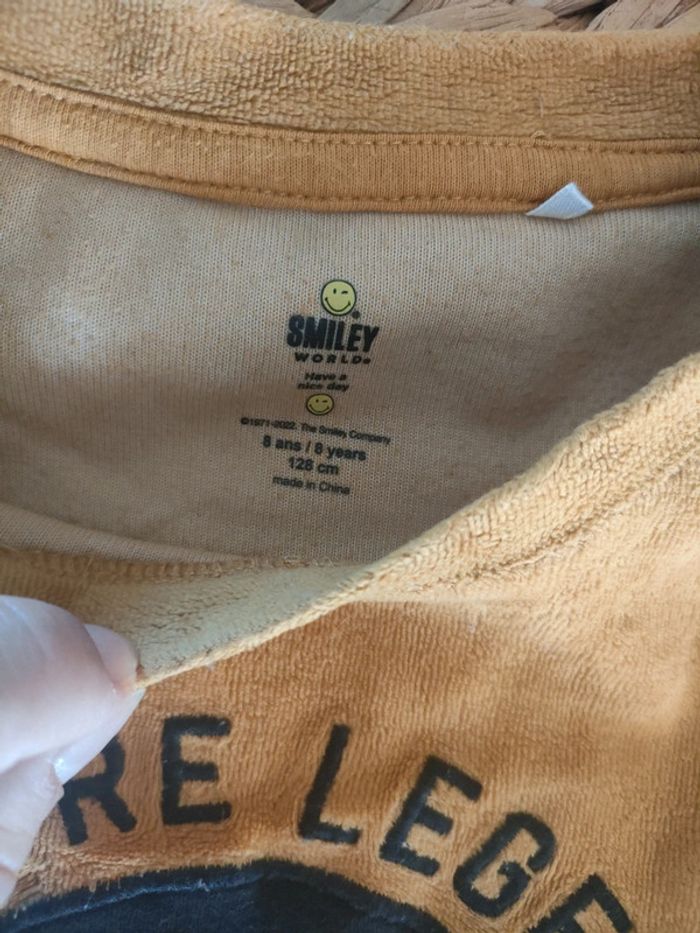 SMILEY
WORLD®
Have a
nice day
©1971-2022. The Smiley Company
8 ans / 8 years
128 cm
made in China
RE LEGE